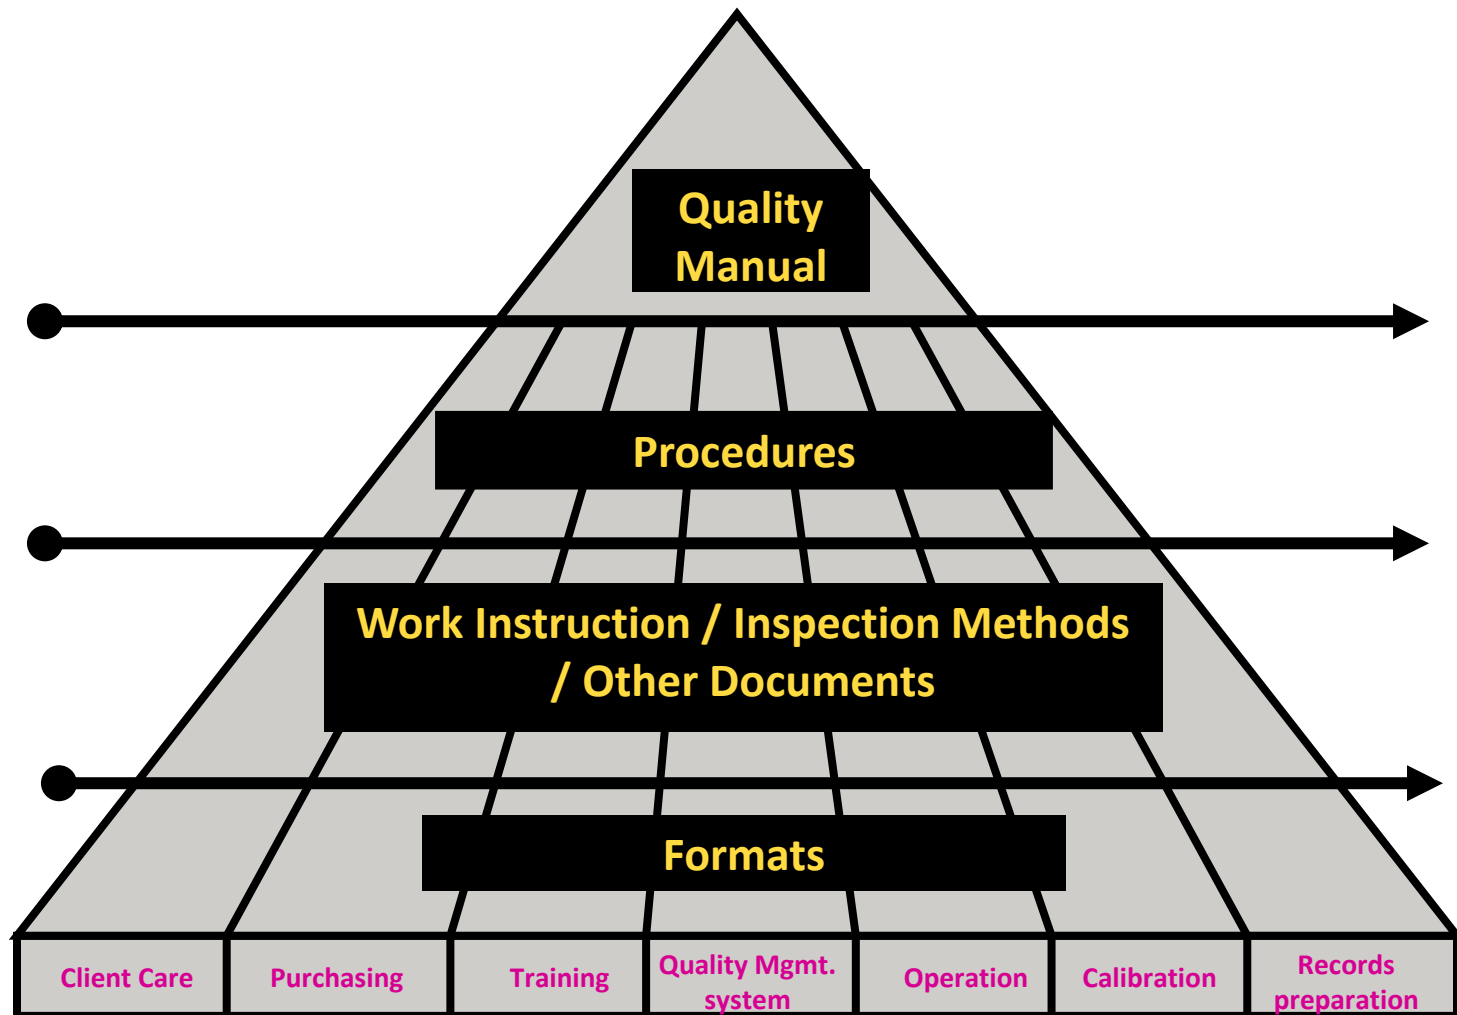 Quality
Manual
Procedures
Work Instruction / Inspection Methods
/ Other Documents
Formats
Client Care
Purchasing
Training
Quality Mgmt.
system
Operation
Calibration
Records
preparation